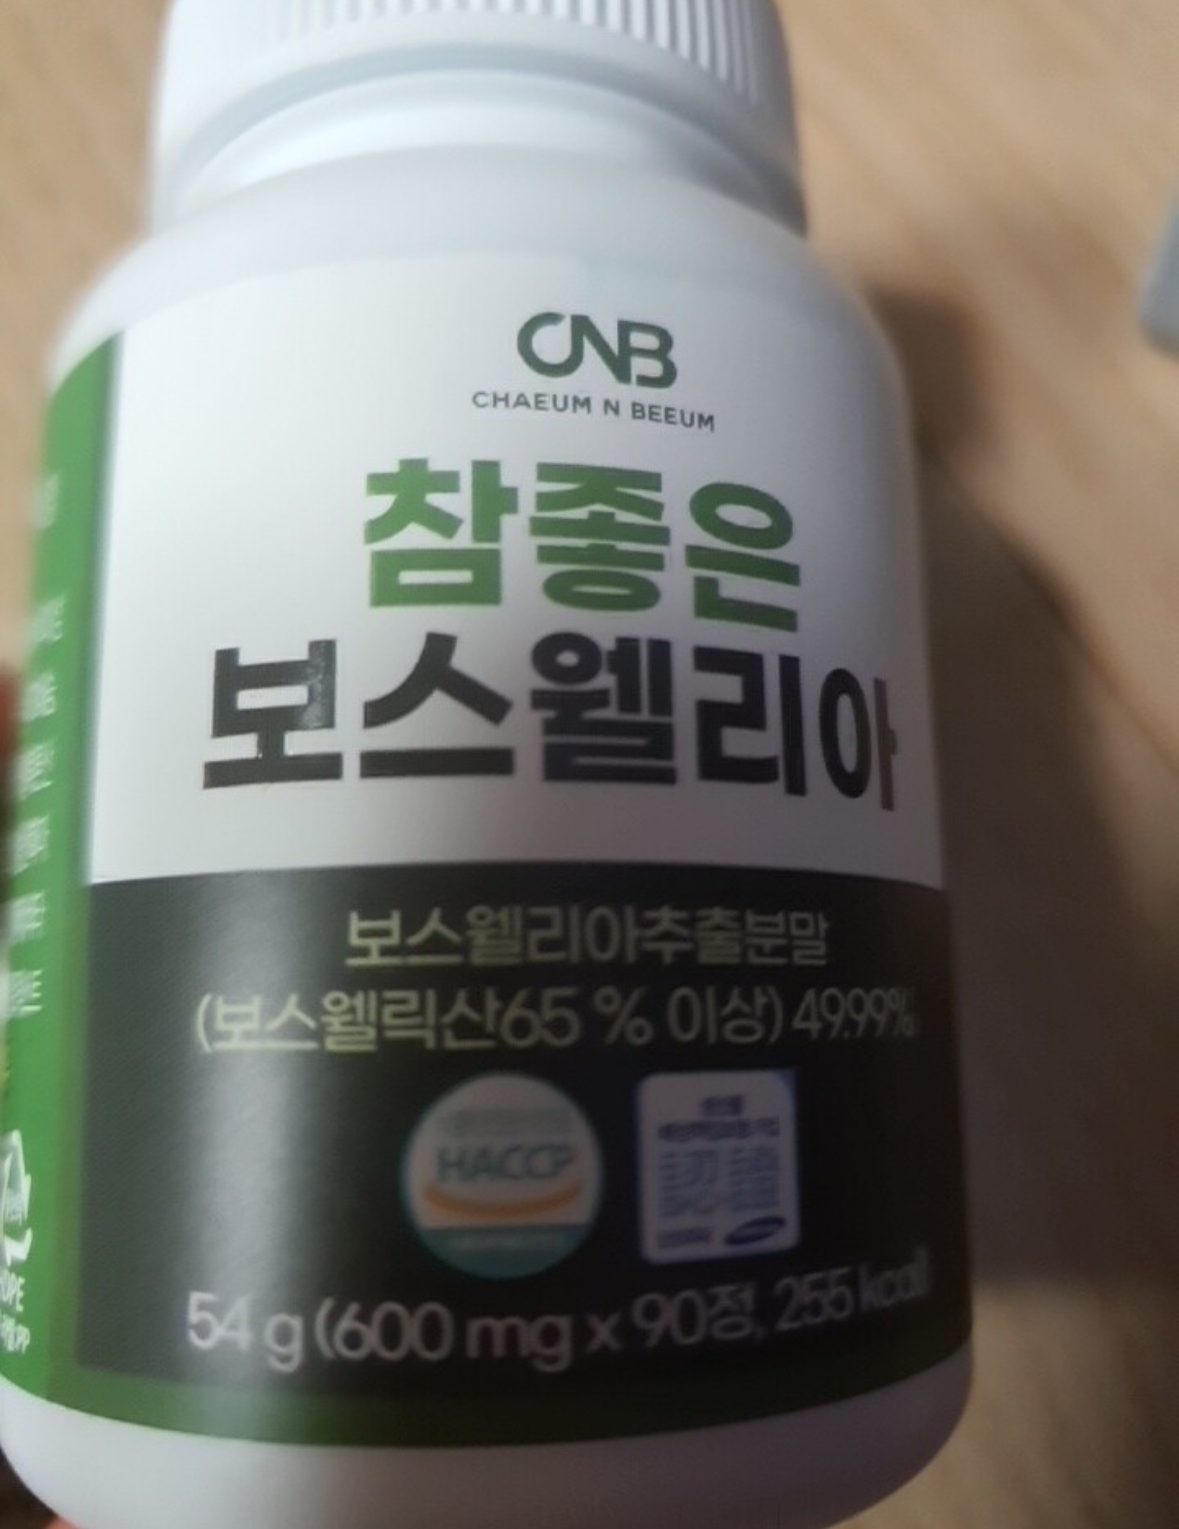 CNB
CHAEUM N BEEUM
참좋은
보스웰리아
보스웰리아추출분말
(보스웰릭산65 % 이상) 49.99%
HACCP
54 g (600 mg x 90정, 255 kcal)